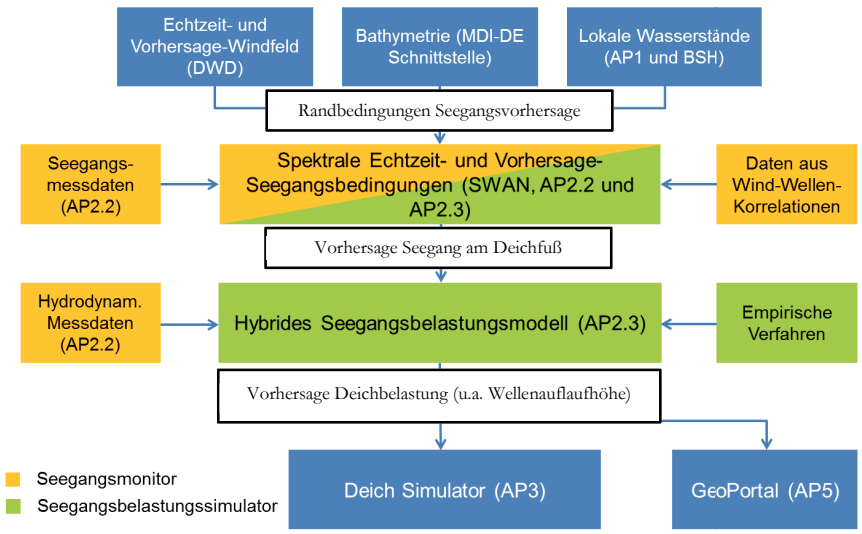 Echtzeit- und
Vorhersage-Windfeld
(DWD)
Bathymetrie (MDI-DE
Schnittstelle)
Lokale Wasserstände
(AP1 und BSH)
Randbedingungen Seegangsvorhersage
Seegangs-
messdaten
(AP2.2)
Spektrale Echtzeit- und Vorhersage-
Seegangsbedingungen (SWAN, AP2.2 und
AP2.3)
Daten aus
Wind-Wellen-
Korrelationen
Vorhersage Seegang am Deichfuß
Hydrodynam.
Messdaten
(AP2.2)
Hybrides Seegangsbelastungsmodell (AP2.3)
Empirische
Verfahren
Vorhersage Deichbelastung (u.a. Wellenauflaufhöhe)
Deich Simulator (AP3)
GeoPortal (AP5)
Seegangsmonitor
Seegangsbelastungssimulator